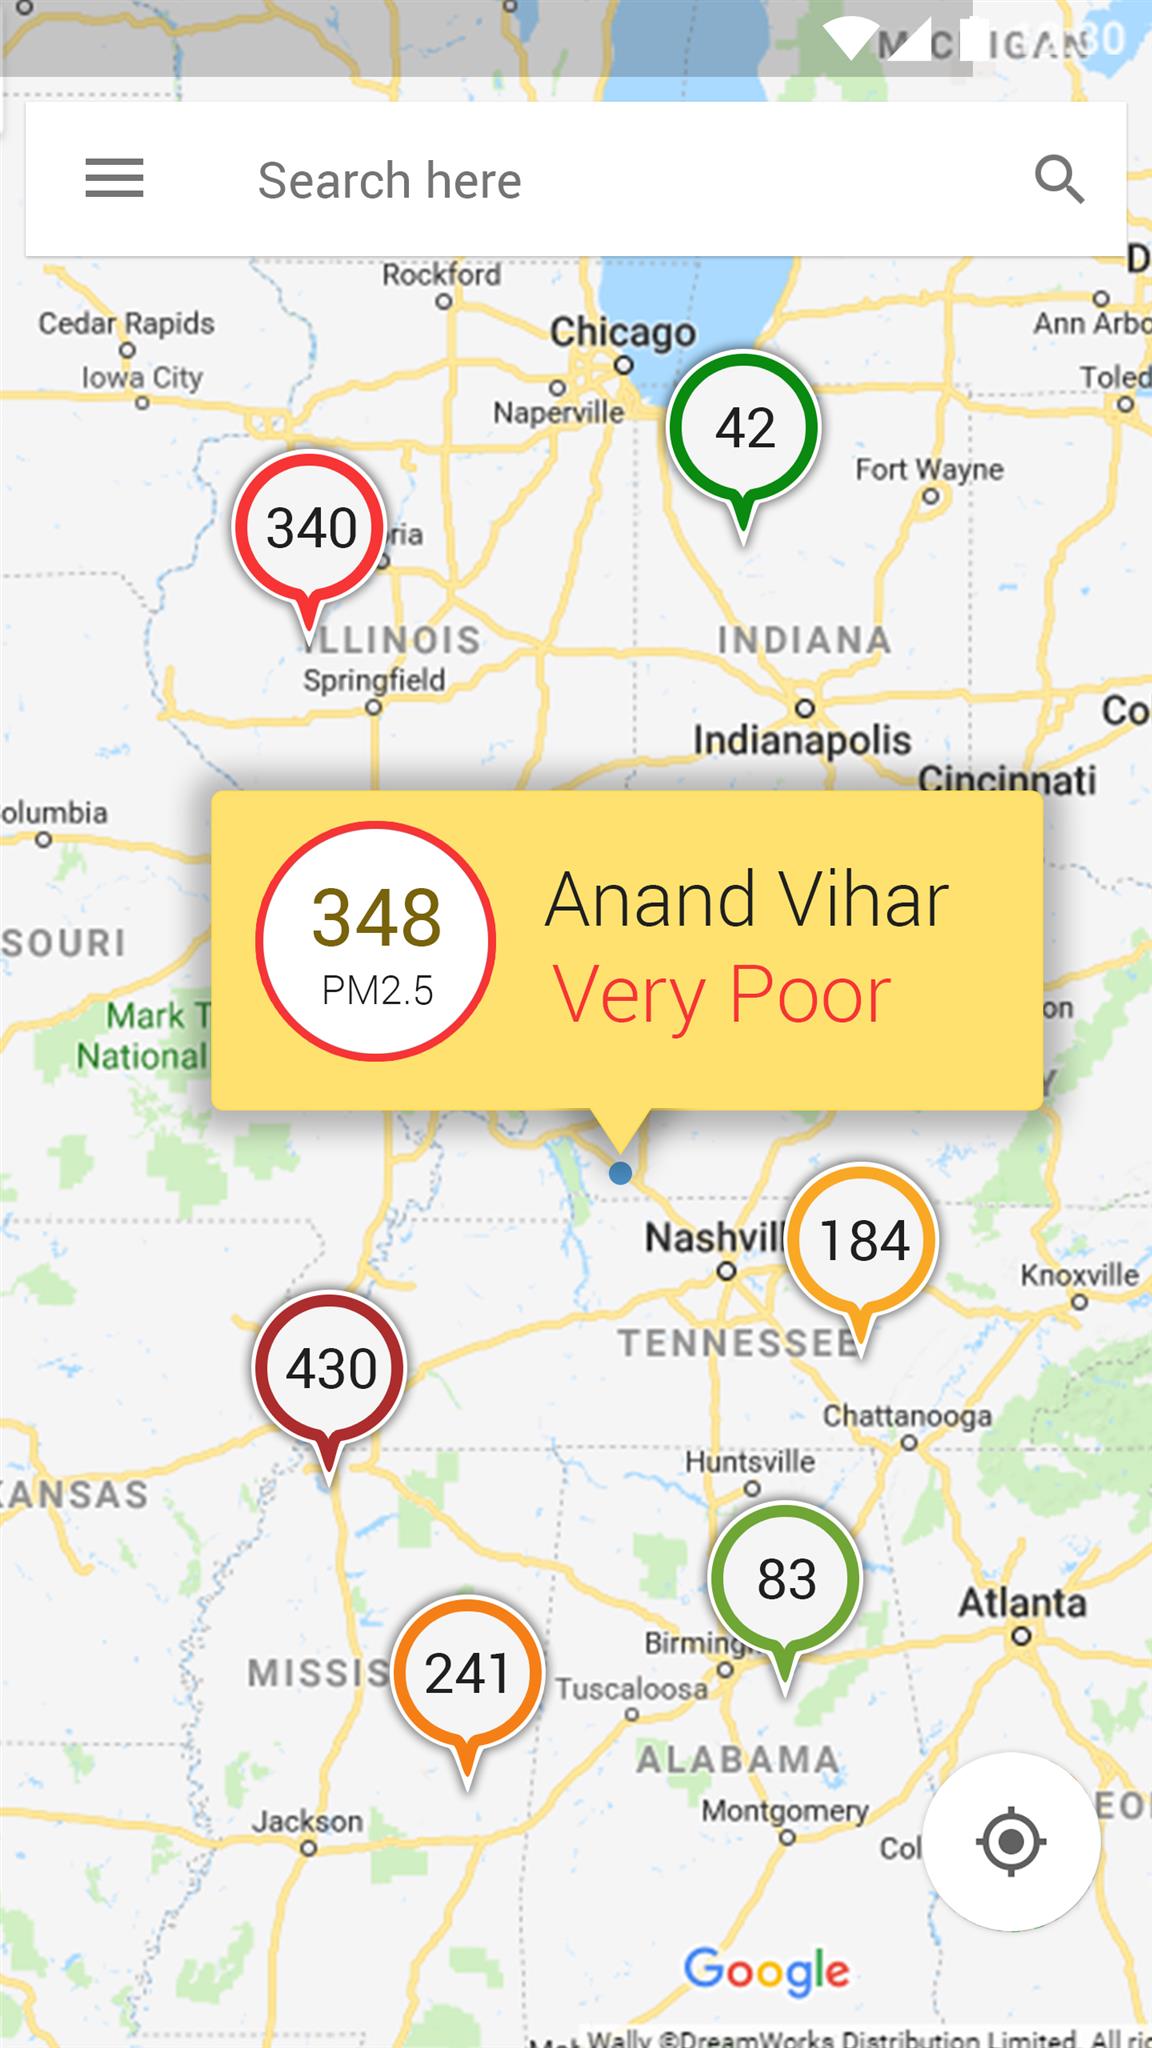 MICHIGAN
Search here
Rockford
Cedar Rapids
Chicago
Ann Arbo
Iowa City
Toled
Naperville
42
Fort Wayne
340
ria
ILLINOIS
INDIANA
Springfield
Indianapolis
Co
Cincinnati
olumbia
348
PM2.5
Anand Vihar
Very Poor
SOURI
Mark T
National
on
Y
Nashvill
184
Knoxville
TENNESSEE
430
Chattanooga
Huntsville
KANSAS
83
Atlanta
Birming
MISSIS
241
Tuscaloosa
ALABAMA
Montgomery
EO
Jackson
Col
Google
Wally ©DreamWorks Distribution Limited. All ri